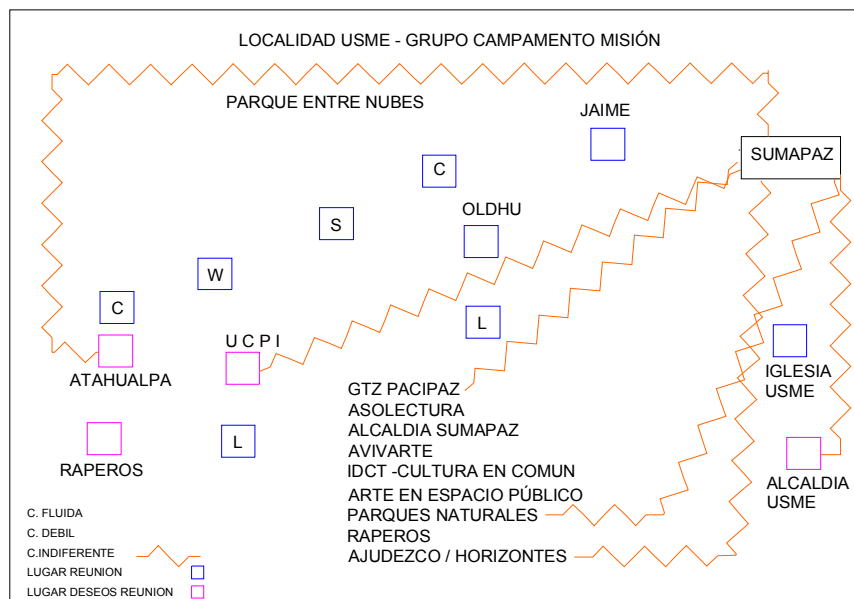 LOCALIDAD USME - GRUPO CAMPAMENTO MISIÓN
PARQUE ENTRE NUBES
JAIME
SUMAPAZ
C
OLDHU
S
W
C
L
U C P I
ATAHUALPA
IGLESIA
USME
GTZ PACIPAZ
ASOLECTURA
ALCALDIA SUMAPAZ
AVIVARTE
IDCT -CULTURA EN COMUN
ARTE EN ESPACIO PÚBLICO
PARQUES NATURALES
RAPEROS
AJUDEZCO / HORIZONTES
L
RAPEROS
ALCALDIA
USME
C. FLUIDA
C. DEBIL
C.INDIFERENTE
LUGAR REUNION
LUGAR DESEOS REUNION